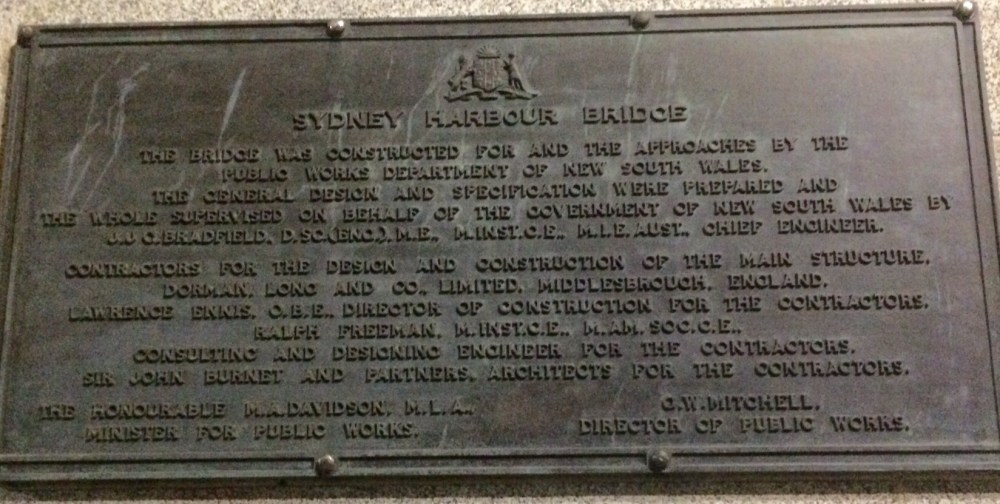 SYDNEY HARBOUR BRIDGE
THE BRIDGE WAS CONSTRUCTED FOR AND THE APPROACHES BY THE
PUBLIC WORKS DEPARTMENT OF NEW SOUTH WALES.
THE GENERAL DESIGN AND SPECIFICATION WERE PREPARED AND
THE WHOLE SUPERVISED ON BEHALF OF THE GOVERNMENT OF NEW SOUTH WALES BY
J.J.C.BRADFIELD, D.SC.(ENG.), M.E., M.INST.C.E., M.I.E.AUST., CHIEF ENGINEER.
CONTRACTORS FOR THE DESIGN AND CONSTRUCTION OF THE MAIN STRUCTURE,
DORMAN, LONG AND CO., LIMITED, MIDDLESBROUGH, ENGLAND.
LAWRENCE ENNIS, O.B.E., DIRECTOR OF CONSTRUCTION FOR THE CONTRACTORS.
RALPH FREEMAN, M.INST.C.E., M.AM.SOC.C.E.,
CONSULTING AND DESIGNING ENGINEER FOR THE CONTRACTORS.
SIR JOHN BURNET AND PARTNERS, ARCHITECTS FOR THE CONTRACTORS.
THE HONOURABLE M.A.DAVIDSON, M.L.A., G.W.MITCHELL,
MINISTER FOR PUBLIC WORKS. DIRECTOR OF PUBLIC WORKS.